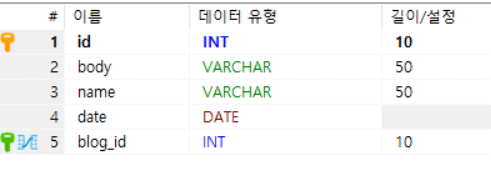 # 이름 데이터 유형 길이/설정
1 id INT 10
2 body VARCHAR 50
3 name VARCHAR 50
4 date DATE
5 blog_id INT 10